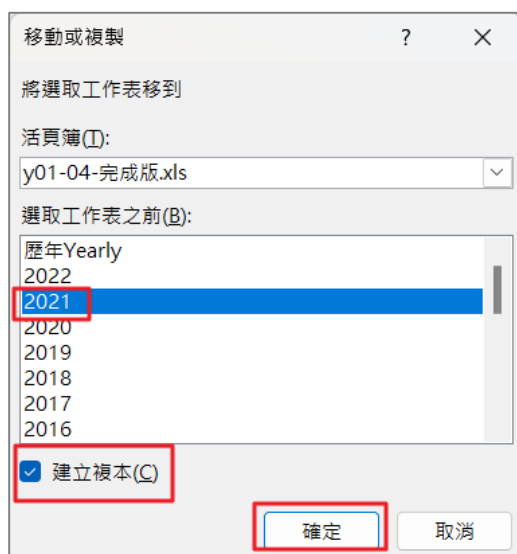 移動或複製 ? ×
將選取工作表移到
活頁簿(T):
y01-04-完成版.xls
選取工作表之前(B):
歷年Yearly
2022
2021
2020
2019
2018
2017
2016
建立複本(C)
確定 取消